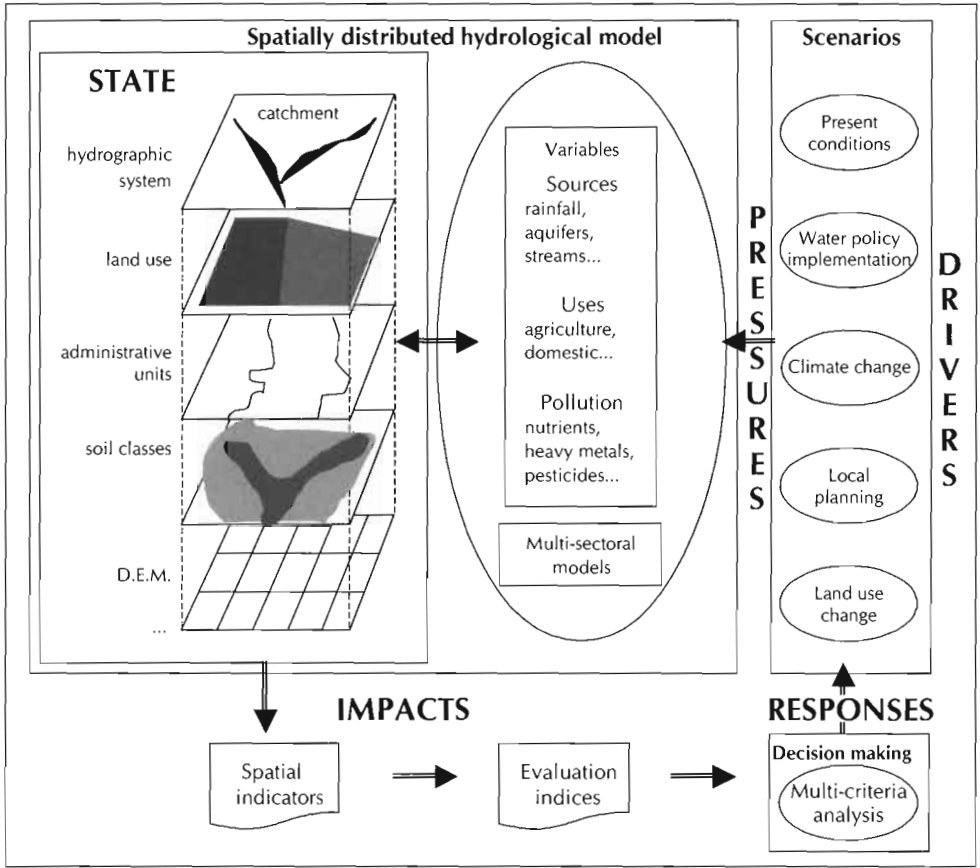 Spatially distributed hydrological model
Scenarios
STATE
catchment
hydrographic
system
land use
administrative
units
soil classes
D.E.M.
...
Variables
Sources
rainfall,
aquifers,
streams...
Uses
agriculture,
domestic...
Pollution
nutrients,
heavy metals,
pesticides...
Multi-sectoral
models
PRESSURES
Present
conditions
Water policy
implementation
Climate change
Local
planning
Land use
change
DRIVERS
IMPACTS
RESPONSES
Spatial
indicators
Evaluation
indices
Decision making
Multi-criteria
analysis